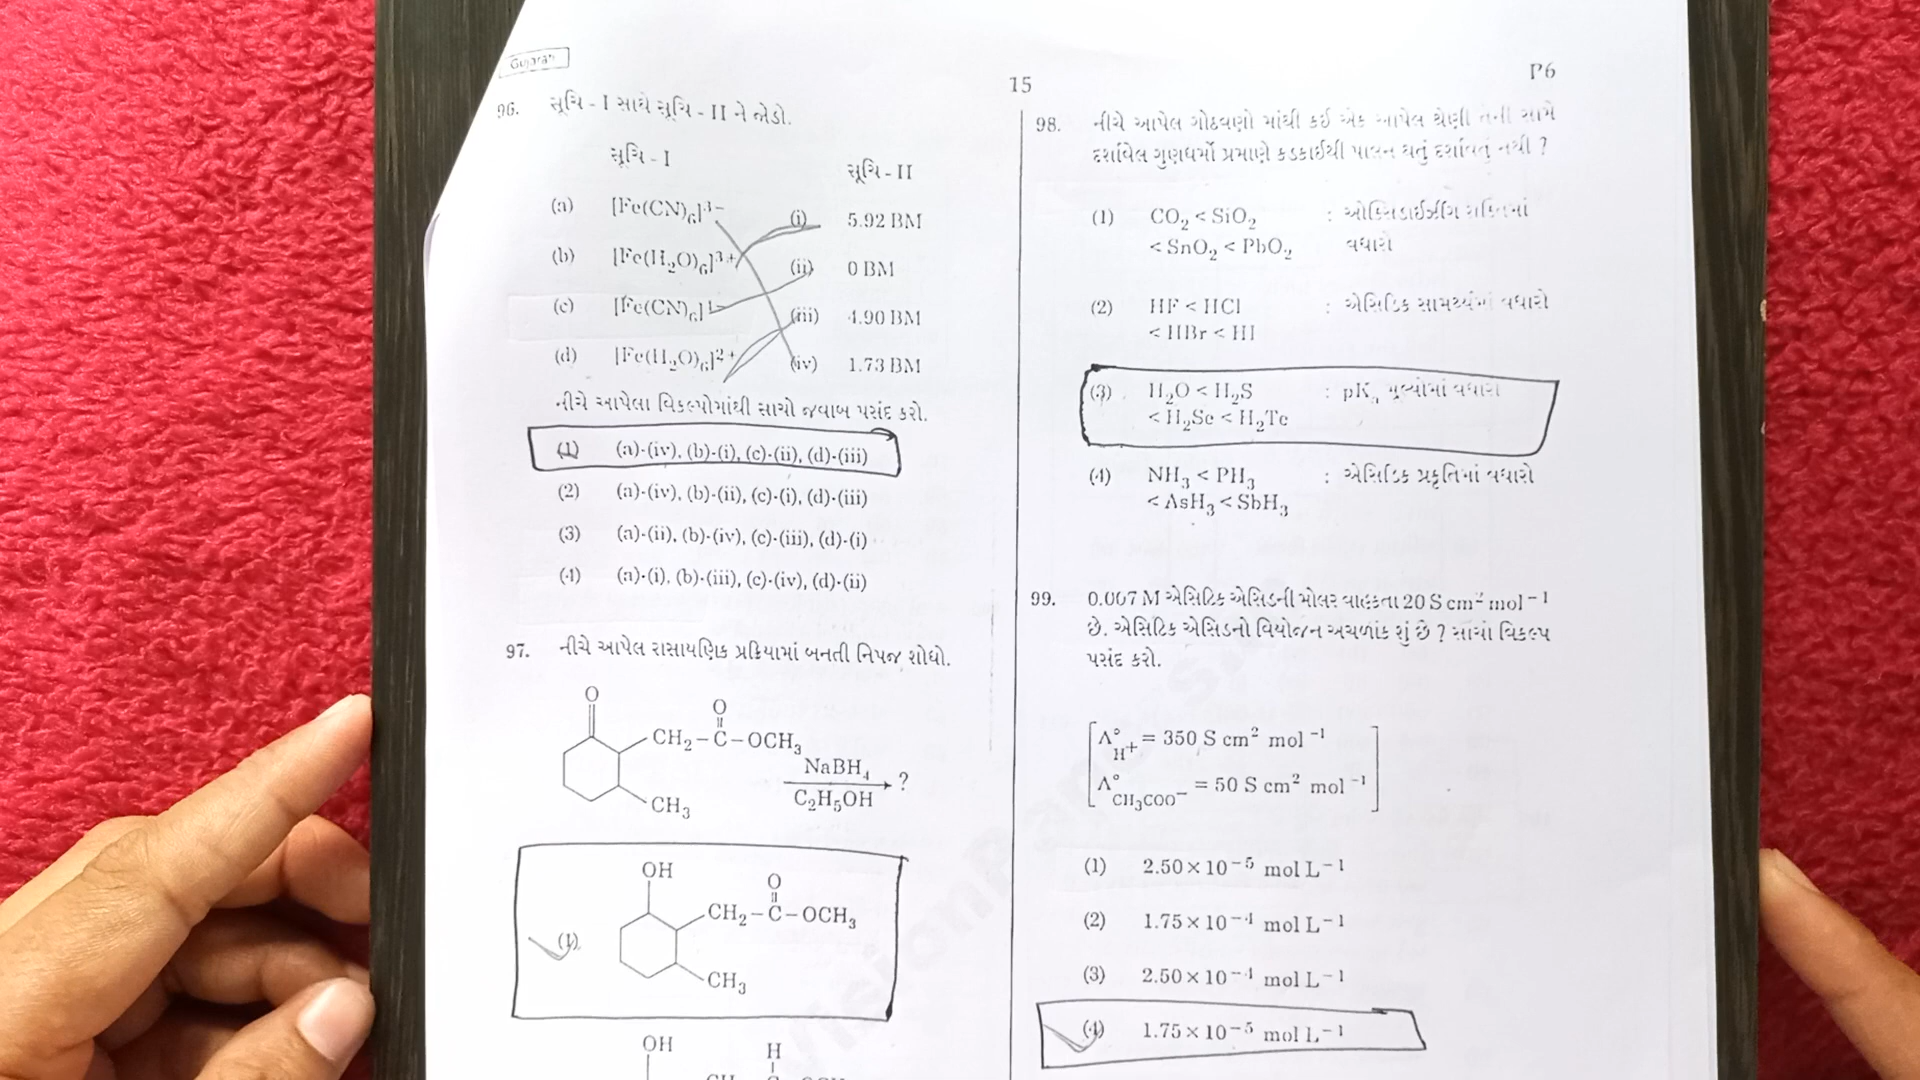 Gujarati
15
P6
96. સૂચિ - I સાથે સૂચિ - II ને જોડો.
સૂચિ - I
સૂચિ - II
(a) [Fe(CN)₆]³⁻ (i) 5.92 BM
(b) [Fe(H₂O)₆]³⁺ (ii) 0 BM
(c) [Fe(CN)₆]⁴⁻ (iii) 4.90 BM
(d) [Fe(H₂O)₆]²⁺ (iv) 1.73 BM
નીચે આપેલા વિકલ્પોમાંથી સાચો જવાબ પસંદ કરો.
(1) (a)-(iv), (b)-(i), (c)-(ii), (d)-(iii)
(2) (a)-(iv), (b)-(ii), (c)-(i), (d)-(iii)
(3) (a)-(ii), (b)-(iv), (c)-(iii), (d)-(i)
(4) (a)-(i), (b)-(iii), (c)-(iv), (d)-(ii)
97. નીચે આપેલ રાસાયણિક પ્રક્રિયામાં બનતી નિપજ શોધો.
O
O
CH₂–C–OCH₃
NaBH₄
?
C₂H₅OH
CH₃
OH
O
CH₂–C–OCH₃
(1)
CH₃
OH
H
98. નીચે આપેલ ગોઠવણો માંથી કઈ એક આપેલ શ્રેણી તેની સામે
દર્શાવેલ ગુણધર્મો પ્રમાણે કડકાઈથી પાલન થતું દર્શાવતું નથી ?
(1) CO₂ < SiO₂ : ઓક્સિડાઈઝીંગ શક્તિમાં
< SnO₂ < PbO₂ વધારો
(2) HF < HCl : એસિડિક સામર્થ્યમાં વધારો
< HBr < HI
(3) H₂O < H₂S : pKₐ મૂલ્યોમાં વધારો
< H₂Se < H₂Te
(4) NH₃ < PH₃ : એસિડિક પ્રકૃતિમાં વધારો
< AsH₃ < SbH₃
99. 0.007 M એસિટિક એસિડની મોલર વાહકતા 20 S cm² mol⁻¹
છે. એસિટિક એસિડનો વિયોજન અચળાંક શું છે ? સાચો વિકલ્પ
પસંદ કરો.
Λ°H⁺ = 350 S cm² mol⁻¹
Λ°CH₃COO⁻ = 50 S cm² mol⁻¹
(1) 2.50 × 10⁻⁵ mol L⁻¹
(2) 1.75 × 10⁻⁴ mol L⁻¹
(3) 2.50 × 10⁻⁴ mol L⁻¹
(4) 1.75 × 10⁻⁵ mol L⁻¹